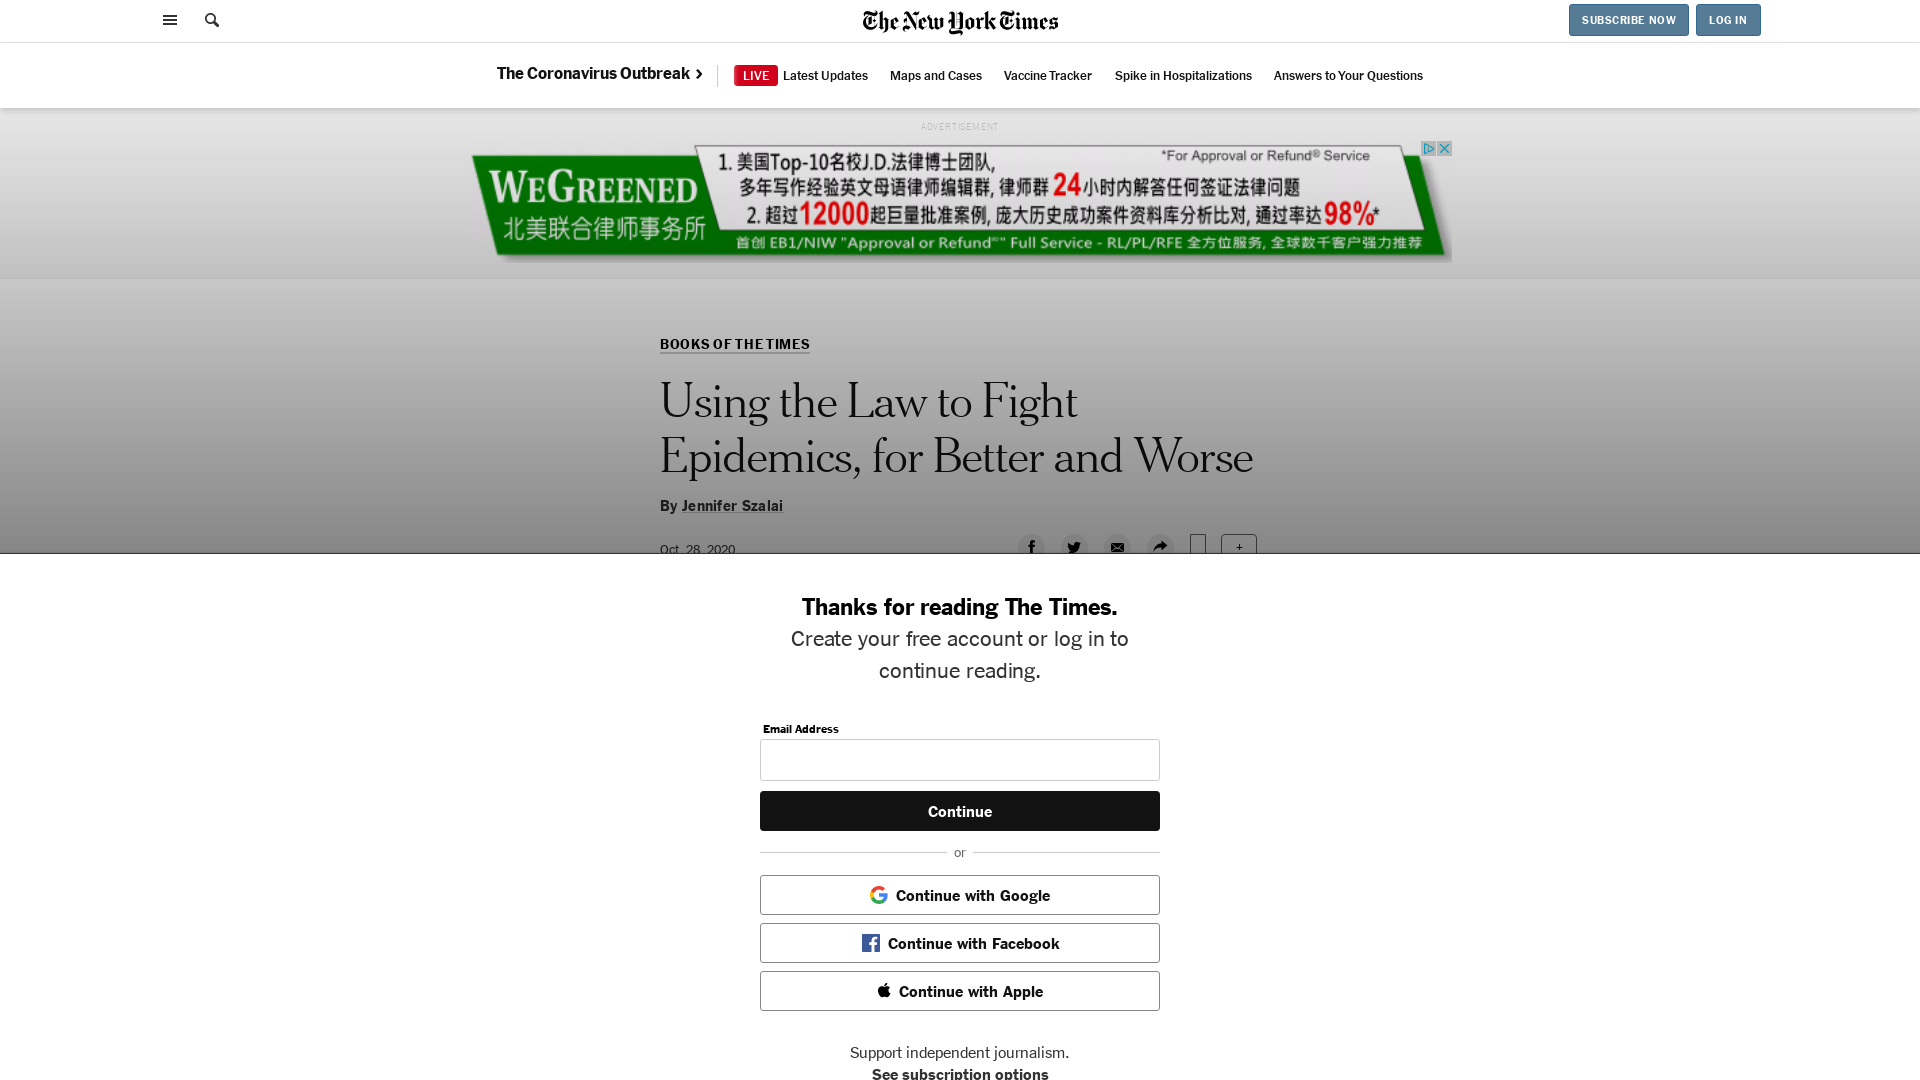 The New York Times
SUBSCRIBE NOW
LOG IN
The Coronavirus Outbreak
LIVE Latest Updates
Maps and Cases
Vaccine Tracker
Spike in Hospitalizations
Answers to Your Questions
ADVERTISEMENT
WEGREENED
北美联合律师事务所
*For Approval or Refund® Service
1. 美国Top-10名校J.D.法律博士团队,
多年写作经验英文母语律师编辑群, 律师群 24小时内解答任何签证法律问题
2. 超过12000起巨量批准案例, 庞大历史成功案件资料库分析比对, 通过率达98%*
首创 EB1/NIW "Approval or Refund®" Full Service - RL/PL/RFE 全方位服务, 全球数千客户强力推荐
BOOKS OF THE TIMES
Using the Law to Fight
Epidemics, for Better and Worse
By Jennifer Szalai
Oct. 28, 2020
+
Thanks for reading The Times.
Create your free account or log in to
continue reading.
Email Address
Continue
or
Continue with Google
Continue with Facebook
Continue with Apple
Support independent journalism.
See subscription options